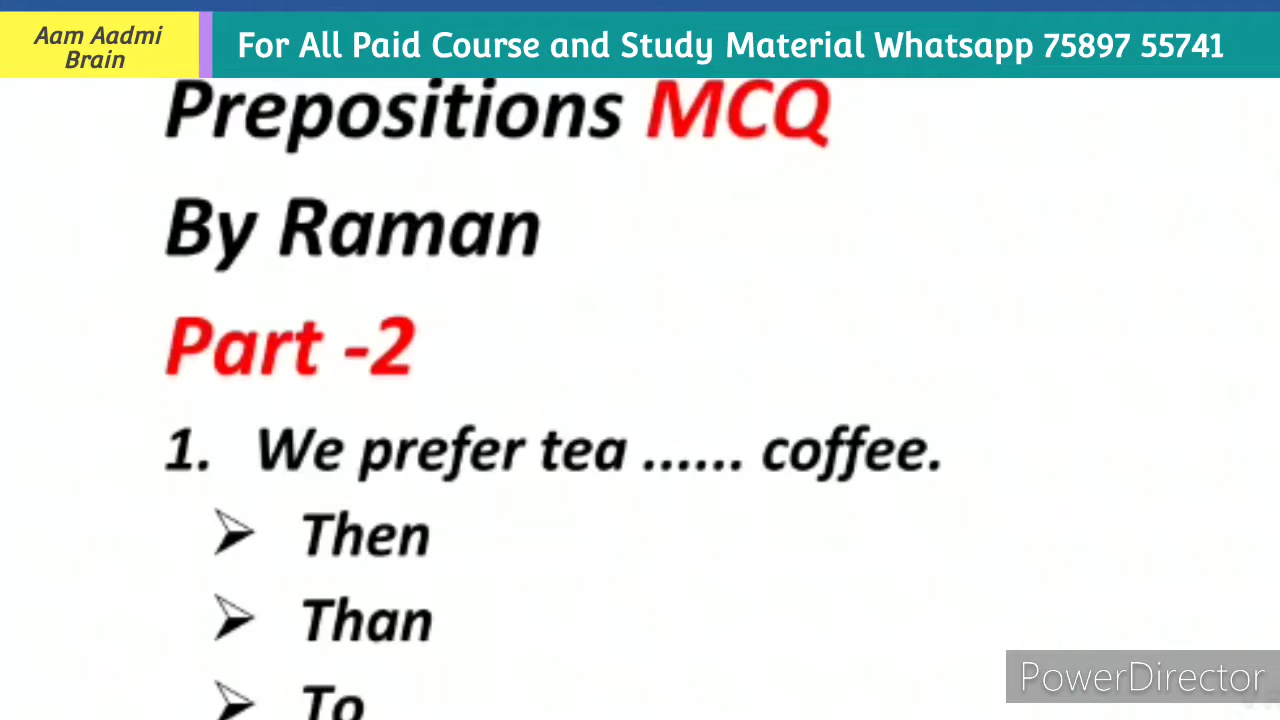 Aam Aadmi
Brain
For All Paid Course and Study Material Whatsapp 75897 55741
Prepositions MCQ
By Raman
Part -2
1. We prefer tea ...... coffee.
➢ Then
➢ Than
➢ To
PowerDirector